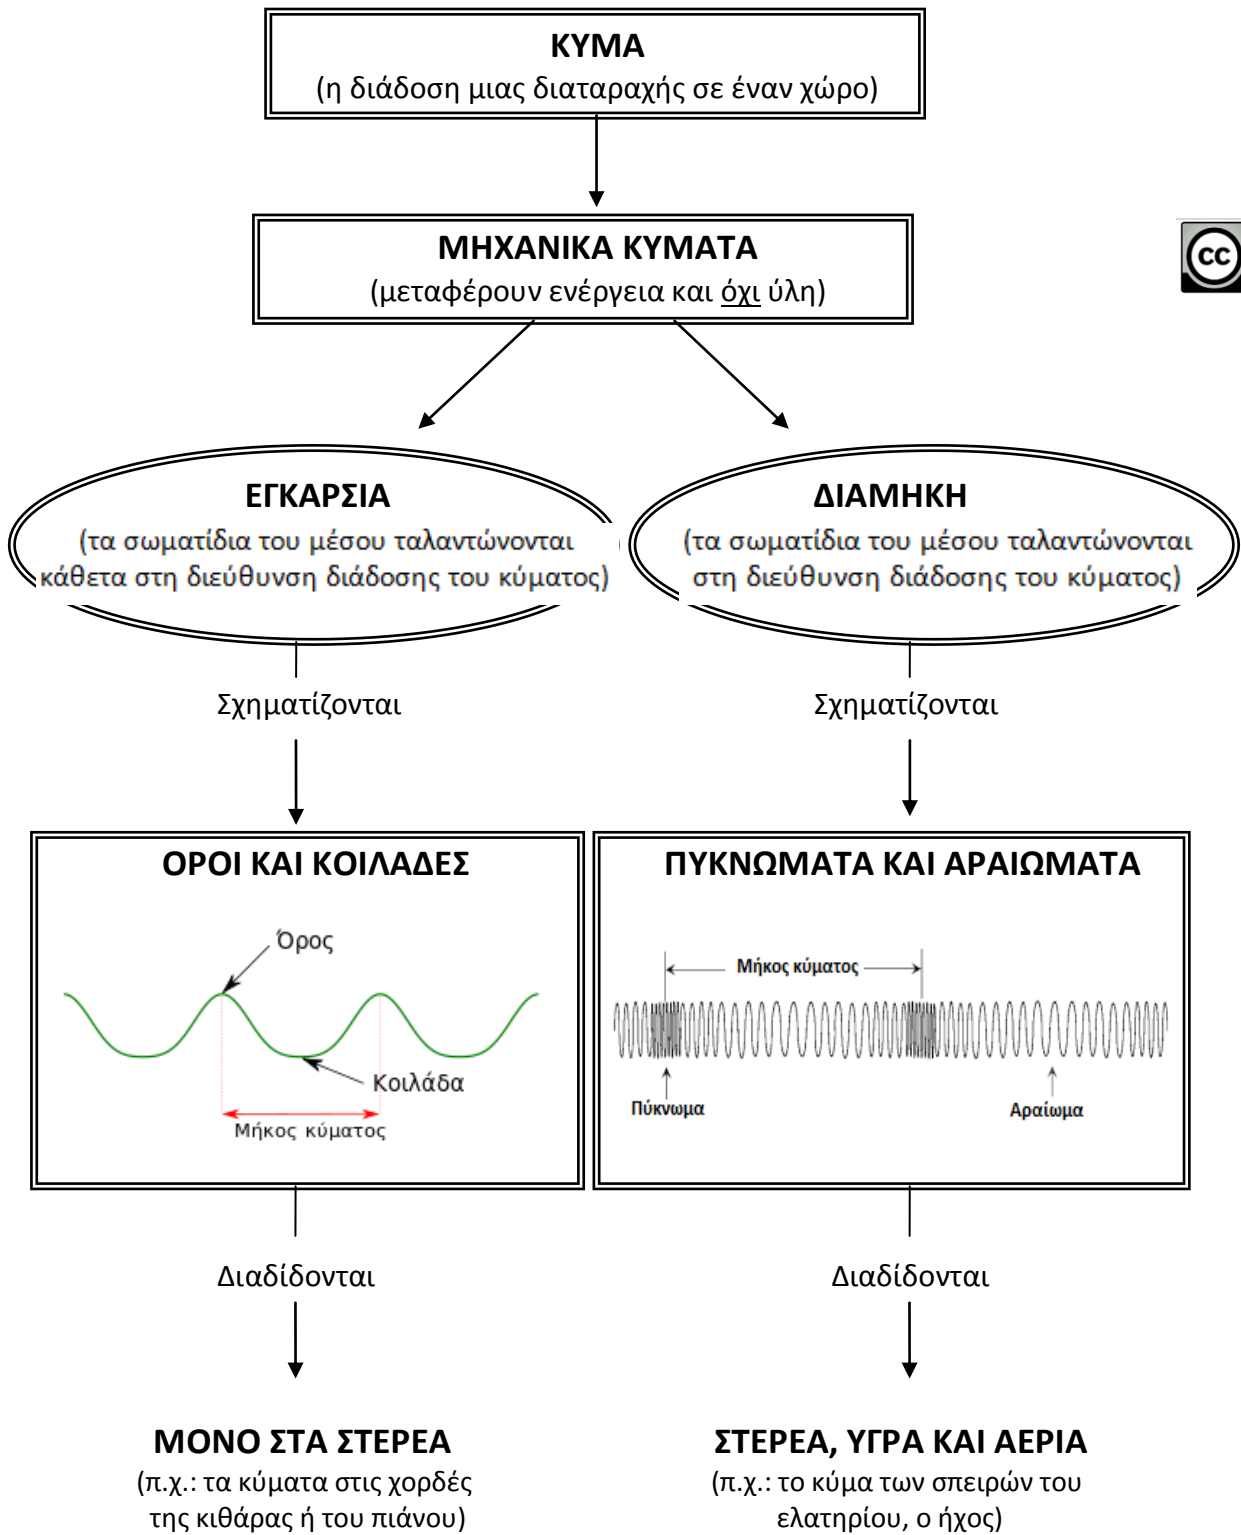 ΚΥΜΑ
(η διάδοση μιας διαταραχής σε έναν χώρο)
ΜΗΧΑΝΙΚΑ ΚΥΜΑΤΑ
(μεταφέρουν ενέργεια και όχι ύλη)
cc
ΕΓΚΑΡΣΙΑ
(τα σωματίδια του μέσου ταλαντώνονται
κάθετα στη διεύθυνση διάδοσης του κύματος)
ΔΙΑΜΗΚΗ
(τα σωματίδια του μέσου ταλαντώνονται
στη διεύθυνση διάδοσης του κύματος)
Σχηματίζονται
Σχηματίζονται
ΟΡΟΙ ΚΑΙ ΚΟΙΛΑΔΕΣ
Όρος
Κοιλάδα
Μήκος κύματος
ΠΥΚΝΩΜΑΤΑ ΚΑΙ ΑΡΑΙΩΜΑΤΑ
Μήκος κύματος
Πύκνωμα
Αραίωμα
Διαδίδονται
Διαδίδονται
ΜΟΝΟ ΣΤΑ ΣΤΕΡΕΑ
(π.χ.: τα κύματα στις χορδές
της κιθάρας ή του πιάνου)
ΣΤΕΡΕΑ, ΥΓΡΑ ΚΑΙ ΑΕΡΙΑ
(π.χ.: το κύμα των σπειρών του
ελατηρίου, ο ήχος)